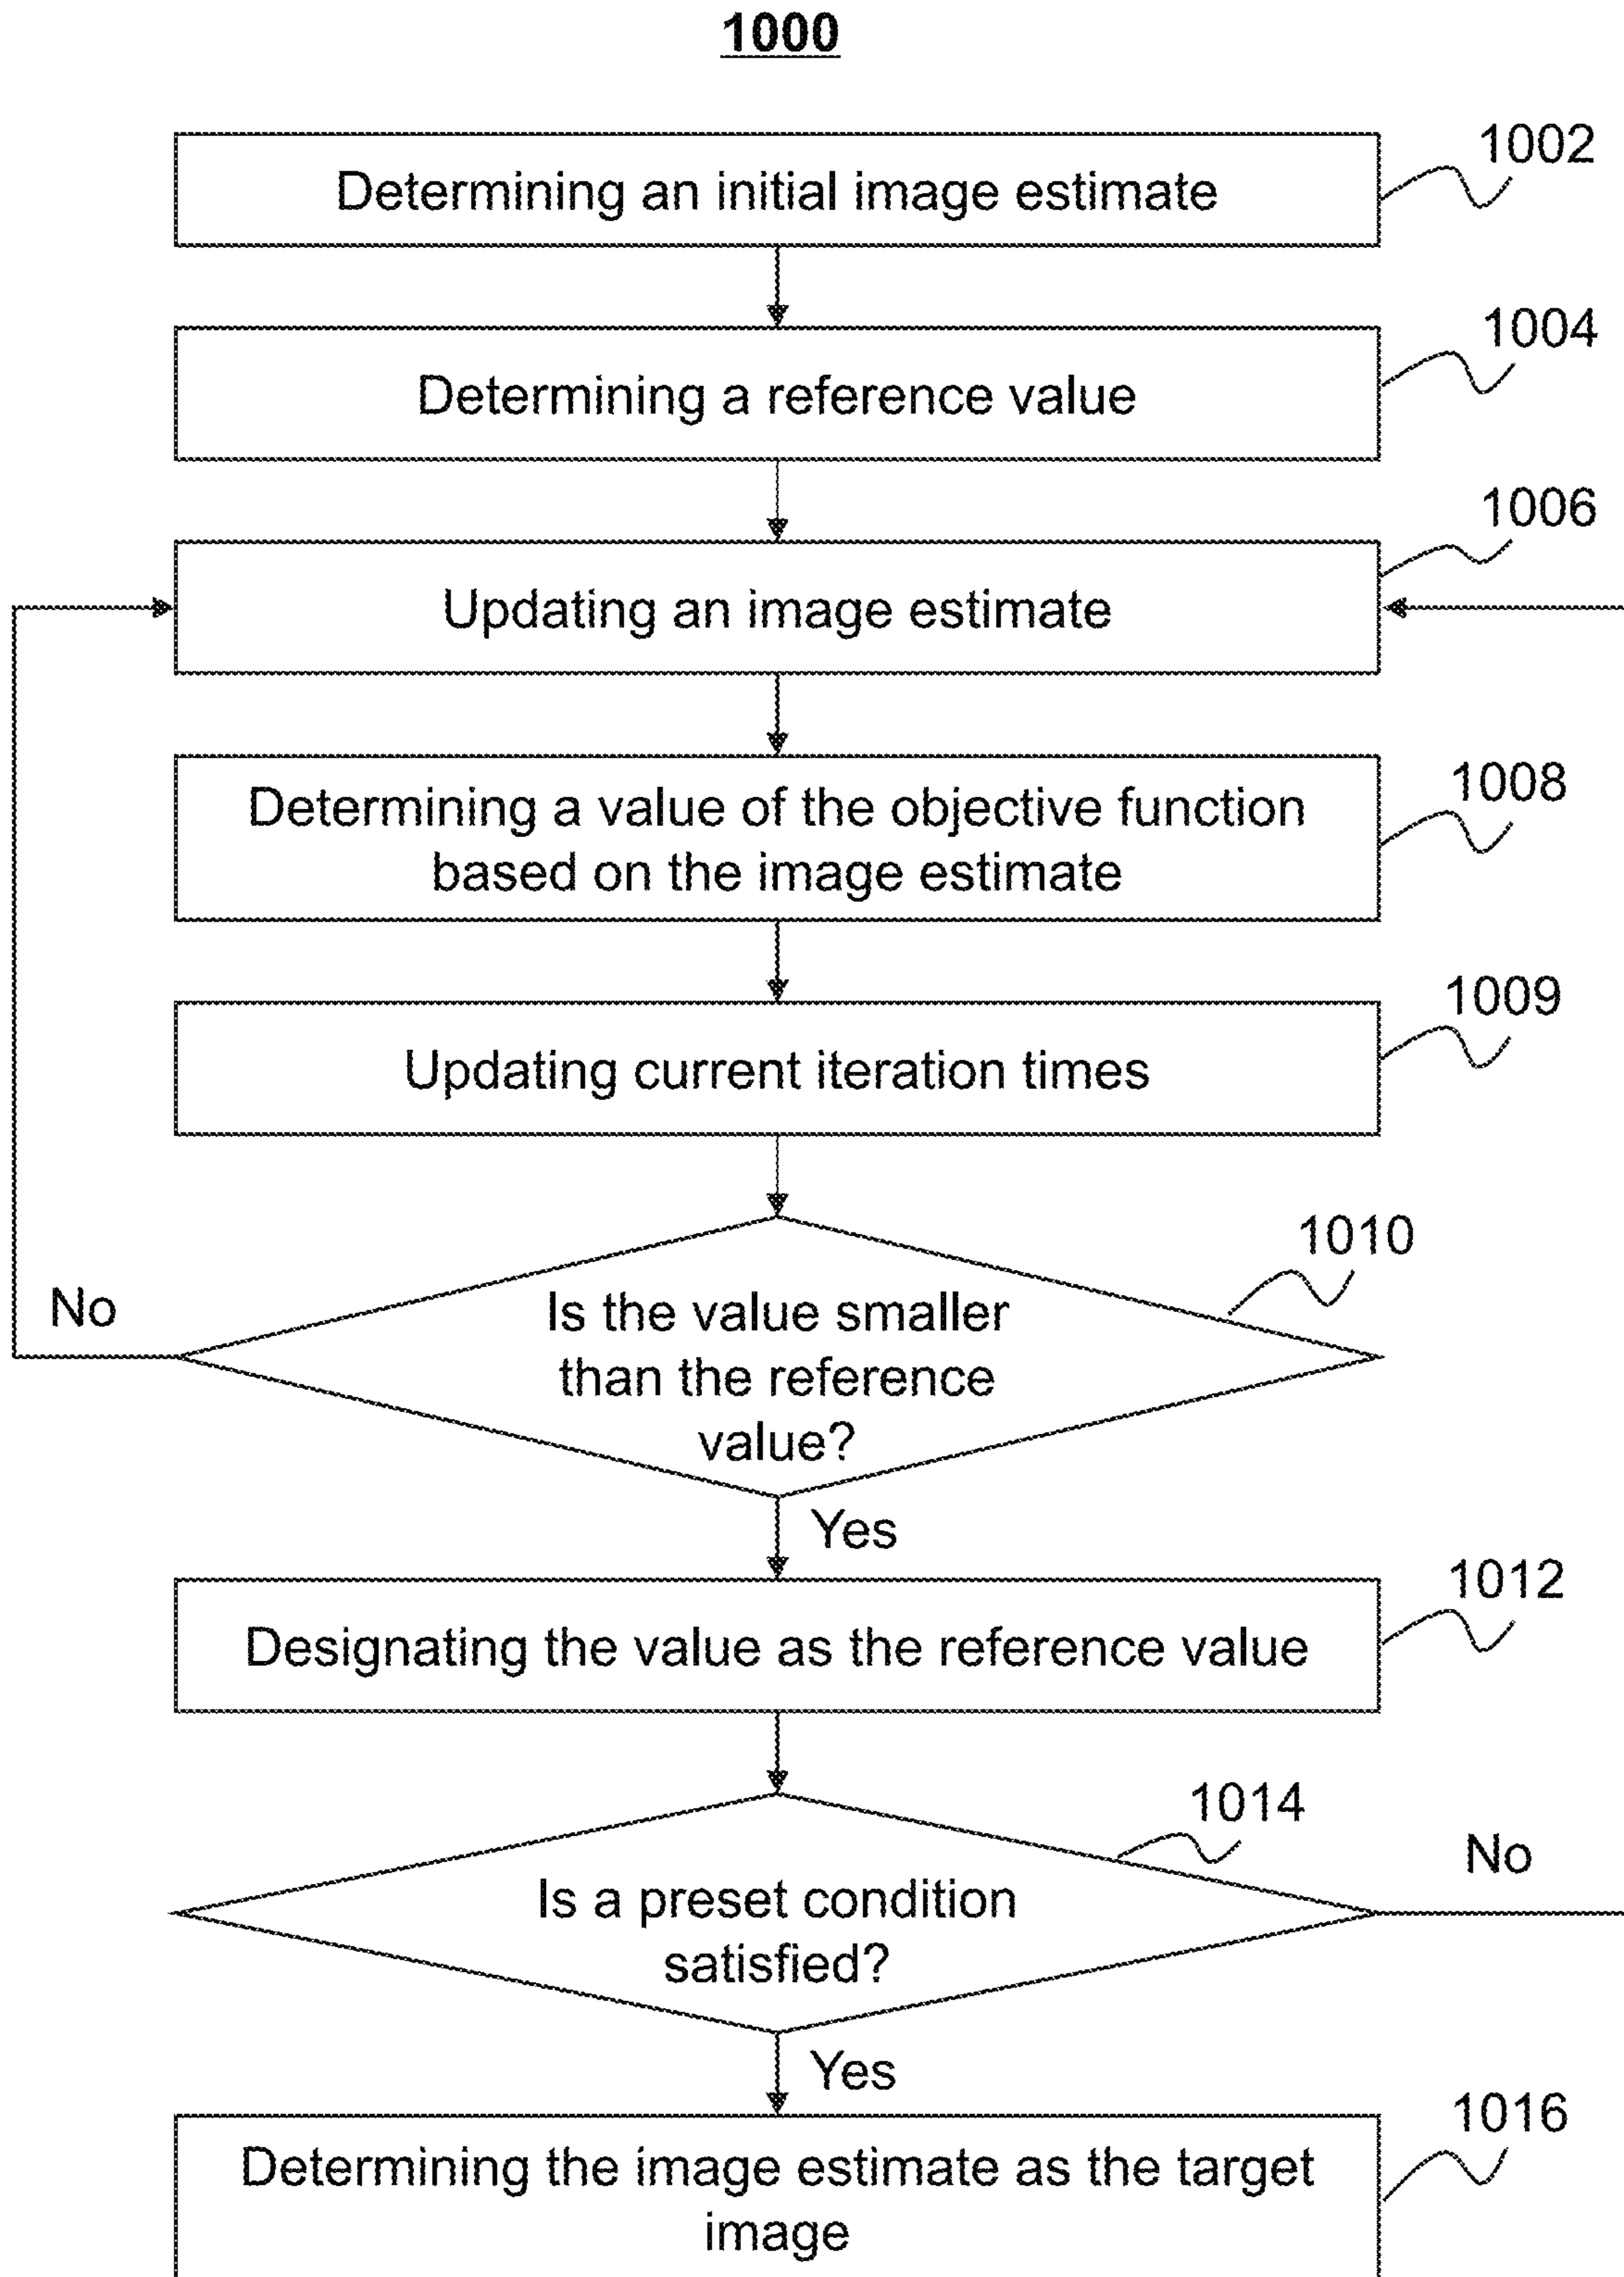 1000
1002
Determining an initial image estimate
1004
Determining a reference value
1006
Updating an image estimate
1008
Determining a value of the objective function
based on the image estimate
1009
Updating current iteration times
1010
No
Is the value smaller
than the reference
value?
Yes
1012
Designating the value as the reference value
1014
No
Is a preset condition
satisfied?
Yes
1016
Determining the image estimate as the target
image